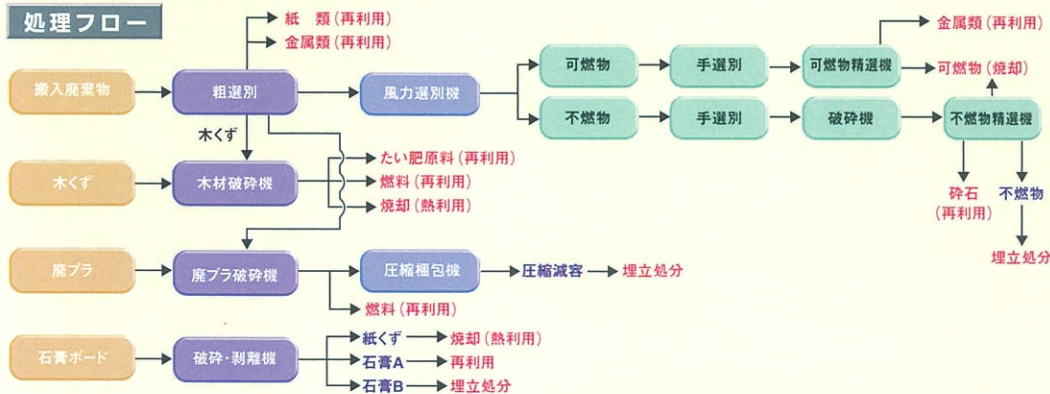 処理フロー
紙　類(再利用)
金属類(再利用)
搬入廃棄物
粗選別
風力選別機
可燃物
手選別
可燃物精選機
金属類(再利用)
可燃物(焼却)
不燃物
手選別
破砕機
不燃物精選機
砕石
(再利用)
不燃物
埋立処分
木くず
木くず
木材破砕機
たい肥原料(再利用)
燃料(再利用)
焼却(熱利用)
廃プラ
廃プラ破砕機
圧縮梱包機
圧縮減容
埋立処分
燃料(再利用)
石膏ボード
破砕・剥離機
紙くず
焼却(熱利用)
石膏A
再利用
石膏B
埋立処分